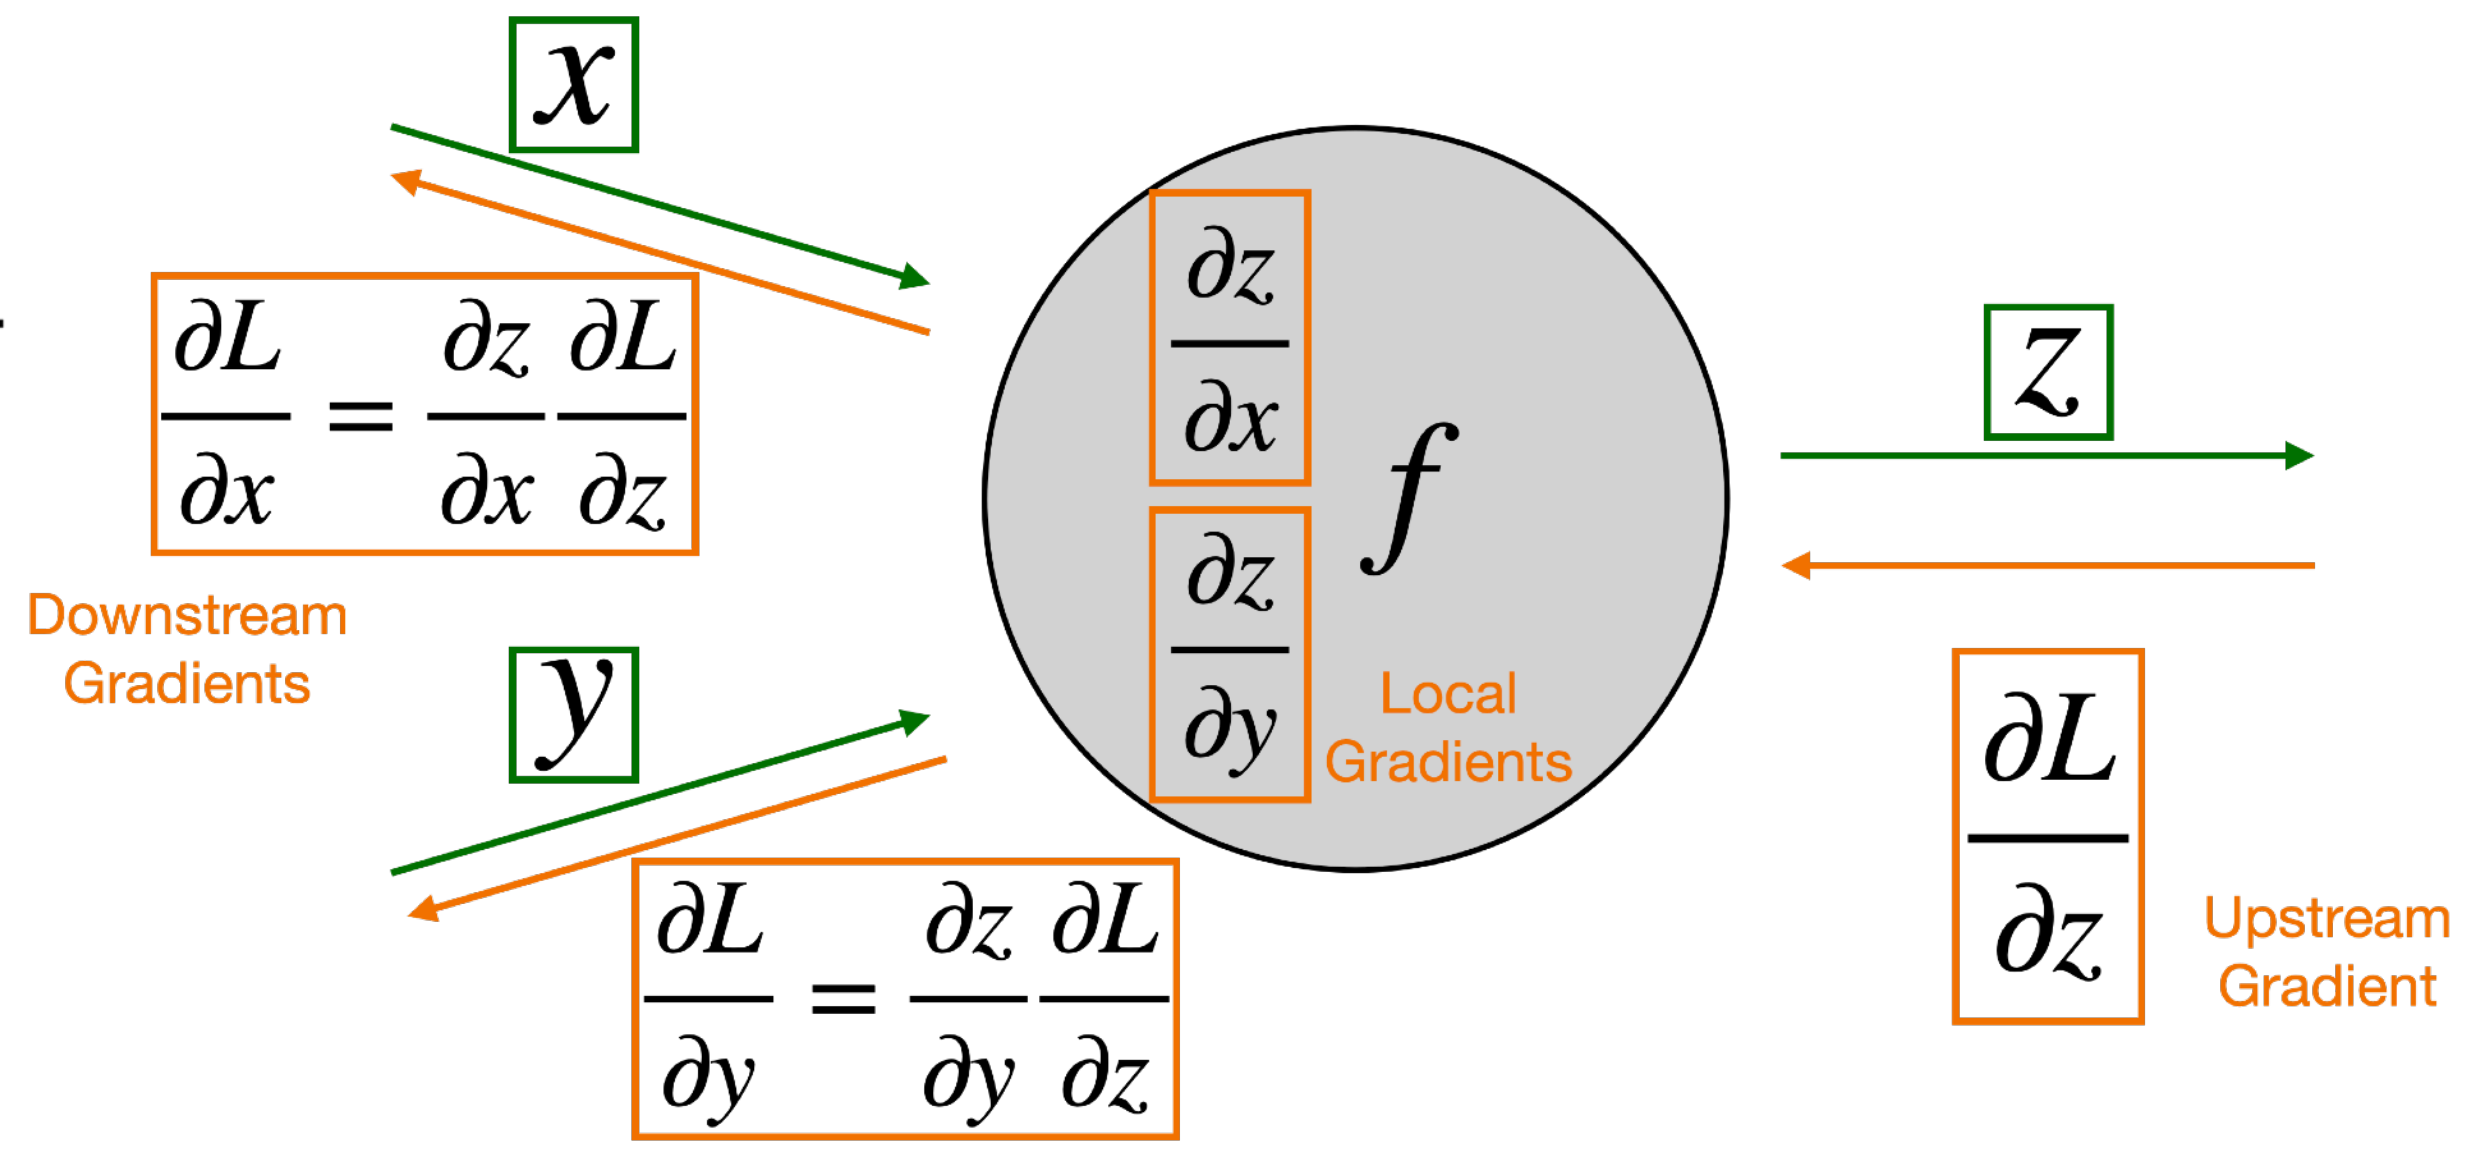 x
∂z/∂x
∂L/∂x = ∂z/∂x ∂L/∂z
z
f
Downstream
Gradients
y
∂z/∂y
Local
Gradients
∂L/∂z
Upstream
Gradient
∂L/∂y = ∂z/∂y ∂L/∂z